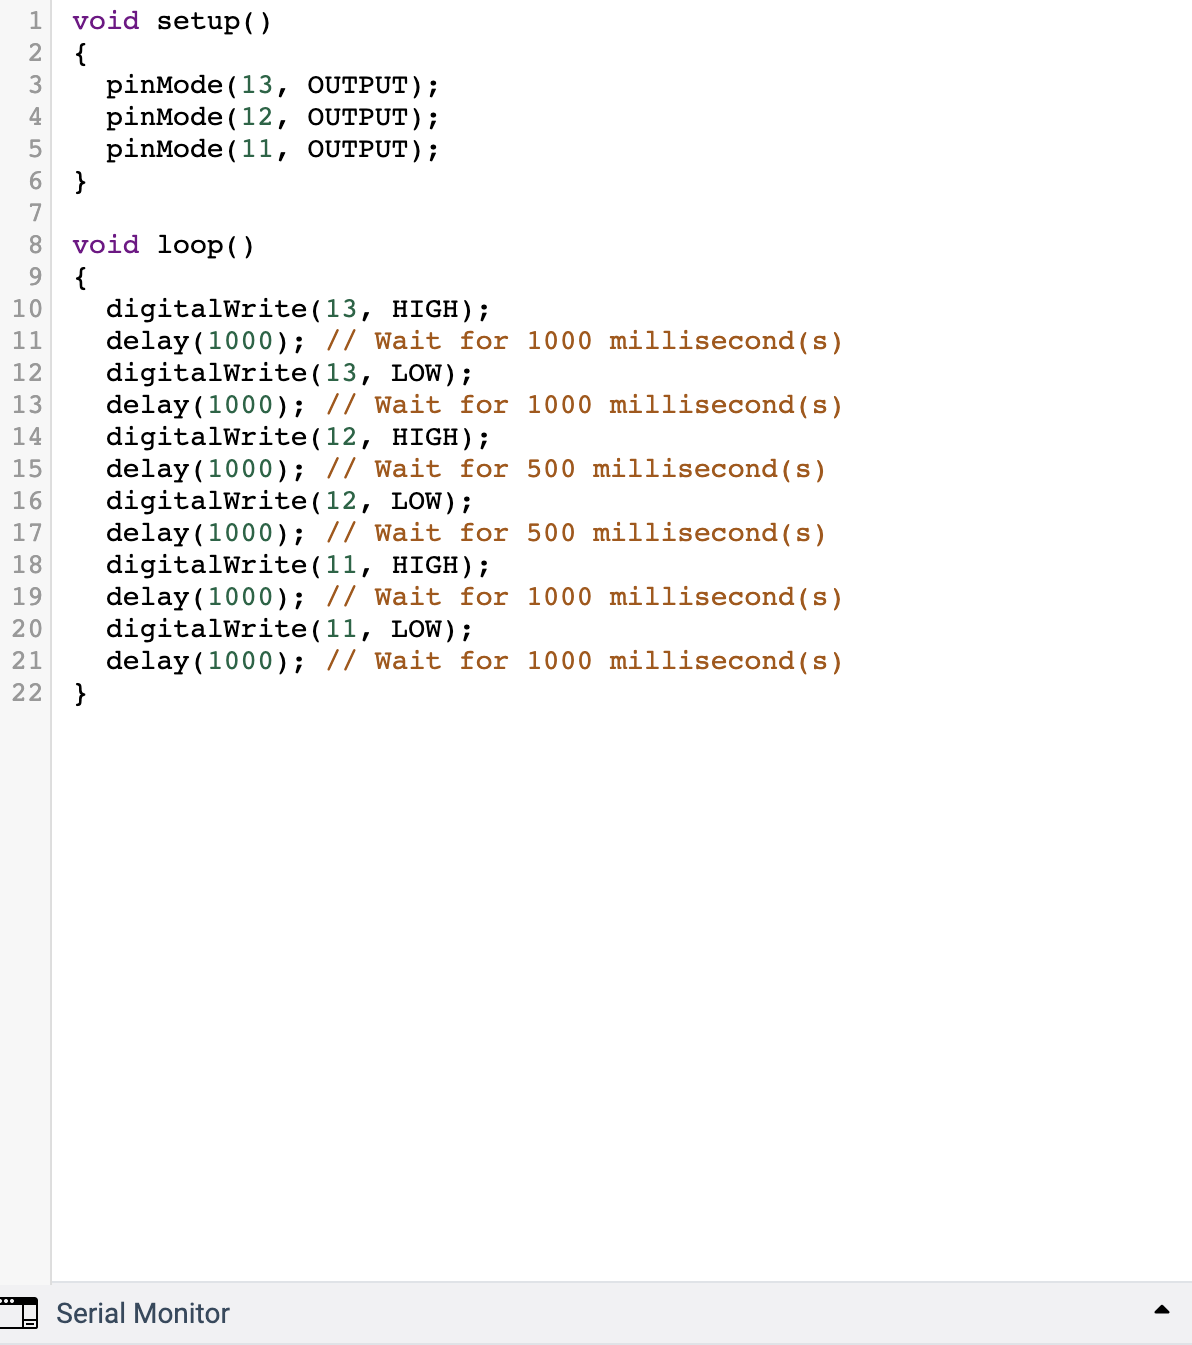 1 void setup()
2 {
3   pinMode(13, OUTPUT);
4   pinMode(12, OUTPUT);
5   pinMode(11, OUTPUT);
6 }
7
8 void loop()
9 {
10   digitalWrite(13, HIGH);
11   delay(1000); // Wait for 1000 millisecond(s)
12   digitalWrite(13, LOW);
13   delay(1000); // Wait for 1000 millisecond(s)
14   digitalWrite(12, HIGH);
15   delay(1000); // Wait for 500 millisecond(s)
16   digitalWrite(12, LOW);
17   delay(1000); // Wait for 500 millisecond(s)
18   digitalWrite(11, HIGH);
19   delay(1000); // Wait for 1000 millisecond(s)
20   digitalWrite(11, LOW);
21   delay(1000); // Wait for 1000 millisecond(s)
22 }
Serial Monitor